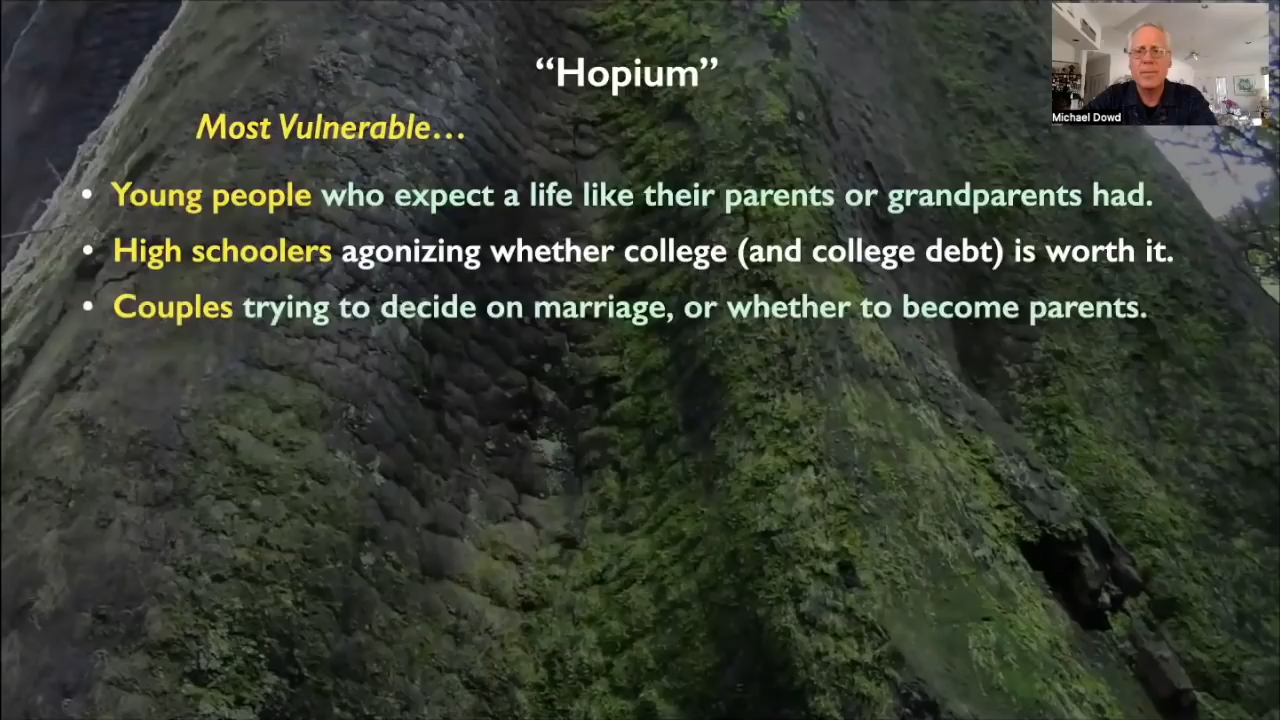 “Hopium”
Michael Dowd
Most Vulnerable…
• Young people who expect a life like their parents or grandparents had.
• High schoolers agonizing whether college (and college debt) is worth it.
• Couples trying to decide on marriage, or whether to become parents.